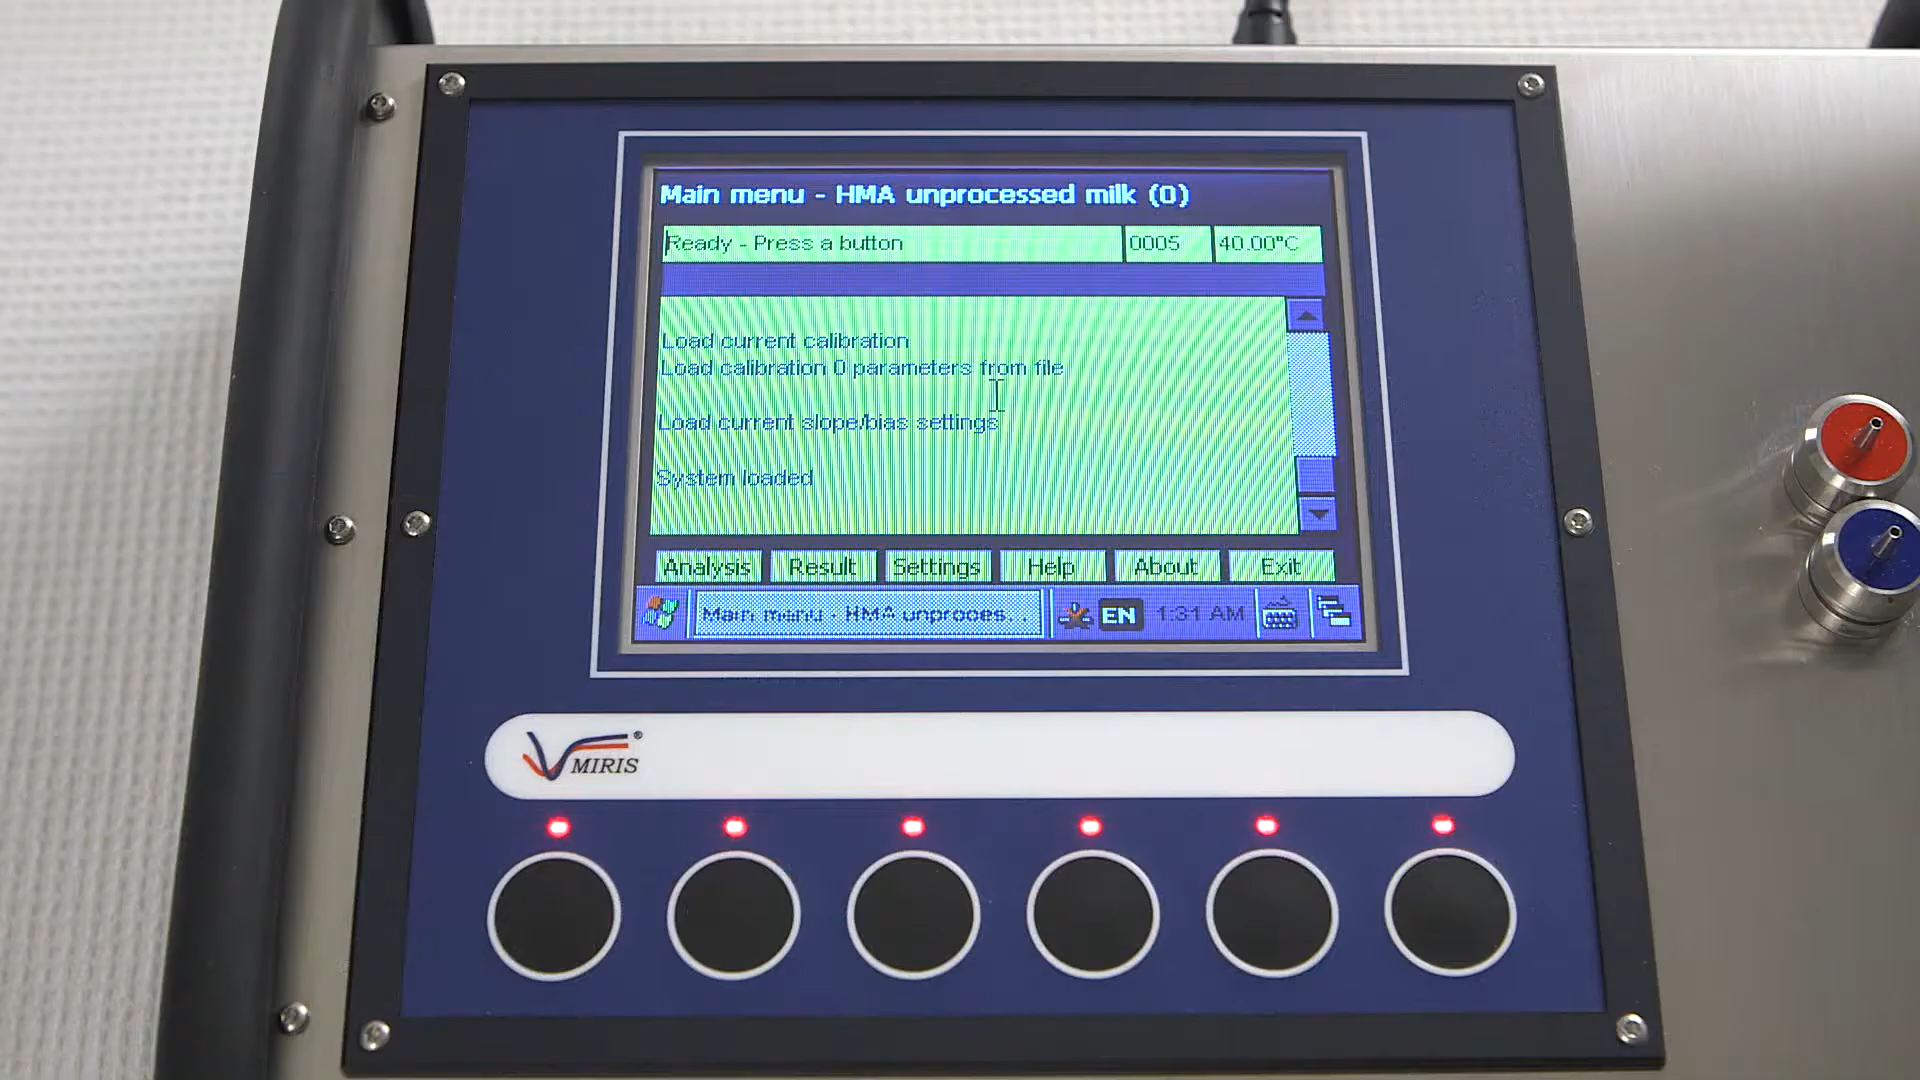 Main menu - HMA unprocessed milk (0)
Ready - Press a button 0005 40.00°C
Load current calibration
Load calibration 0 parameters from file
Load current slope/bias settings
System loaded
Analysis Result Settings Help About Exit
Main menu - HMA unproces... EN 1:31 AM
MIRIS®